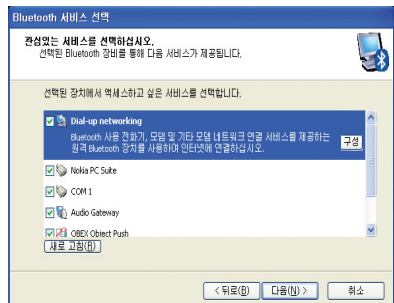 Bluetooth 서비스 선택
관심있는 서비스를 선택하십시오.
선택된 Bluetooth 장비를 통해 다음 서비스가 제공됩니다.
선택된 장치에서 액세스하고 싶은 서비스를 선택합니다.
Dial-up networking
Bluetooth 사용 전화기, 모뎀 및 기타 모뎀 네트워크 연결 서비스를 제공하는
원격 Bluetooth 장치를 사용하여 인터넷에 연결하십시오.
구성
Nokia PC Suite
COM 1
Audio Gateway
OBEX Object Push
새로 고침(R)
< 뒤로(B)
다음(N) >
취소